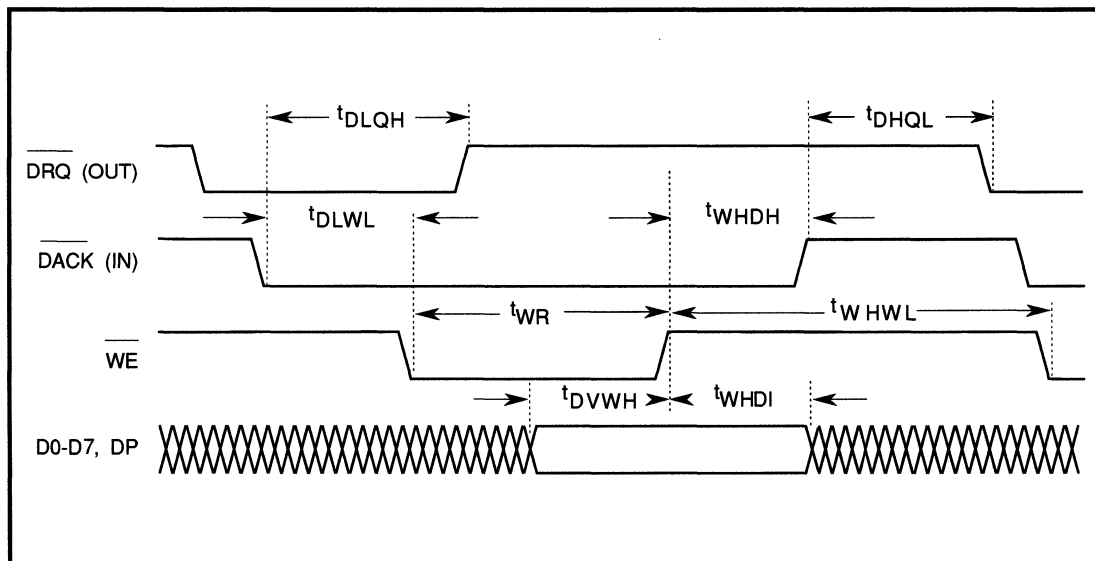 tDLQH
tDHQL
DRQ (OUT)
tDLWL
tWHDH
DACK (IN)
tWR
tWHWL
WE
tDVWH
tWHDI
D0-D7, DP